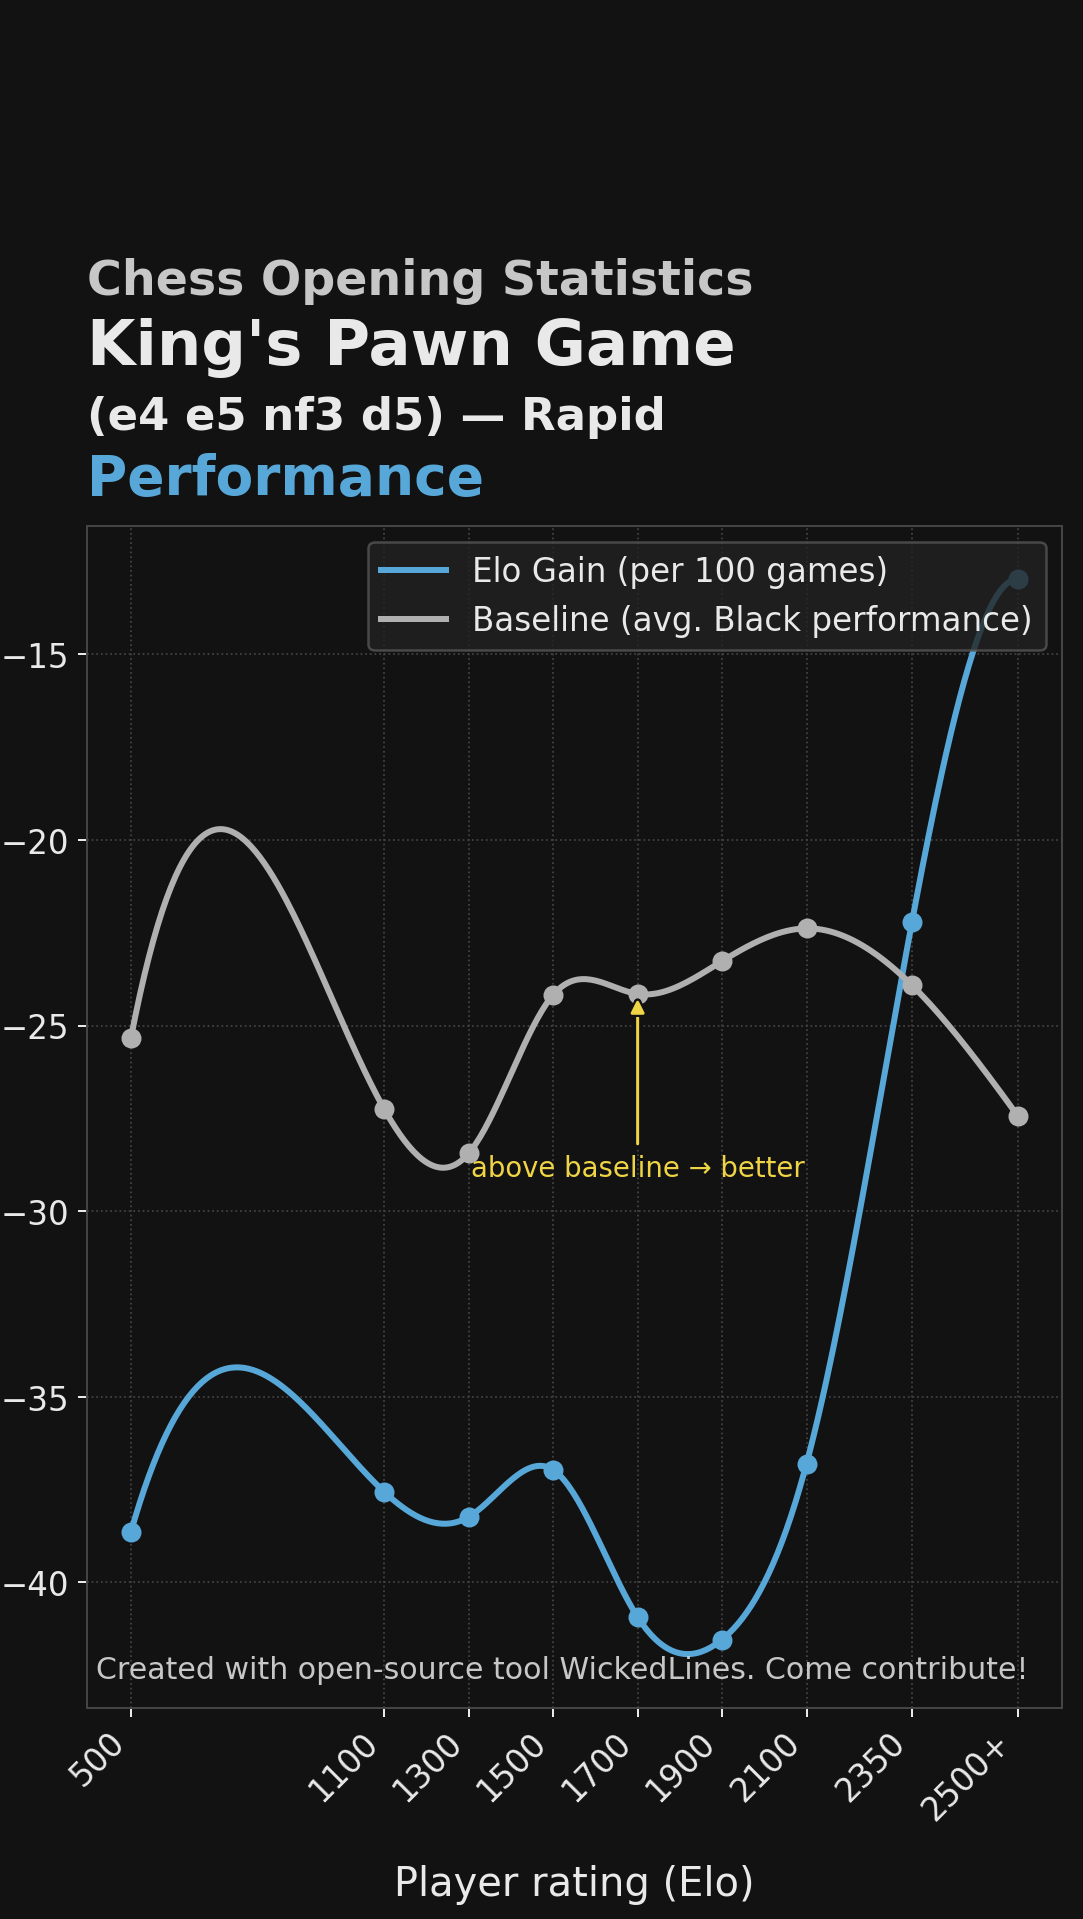 Chess Opening Statistics
King's Pawn Game
(e4 e5 nf3 d5) — Rapid
Performance
Elo Gain (per 100 games)
Baseline (avg. Black performance)
−15
−20
−25
−30
−35
−40
above baseline → better
Created with open-source tool WickedLines. Come contribute!
500
1100
1300
1500
1700
1900
2100
2350
2500+
Player rating (Elo)